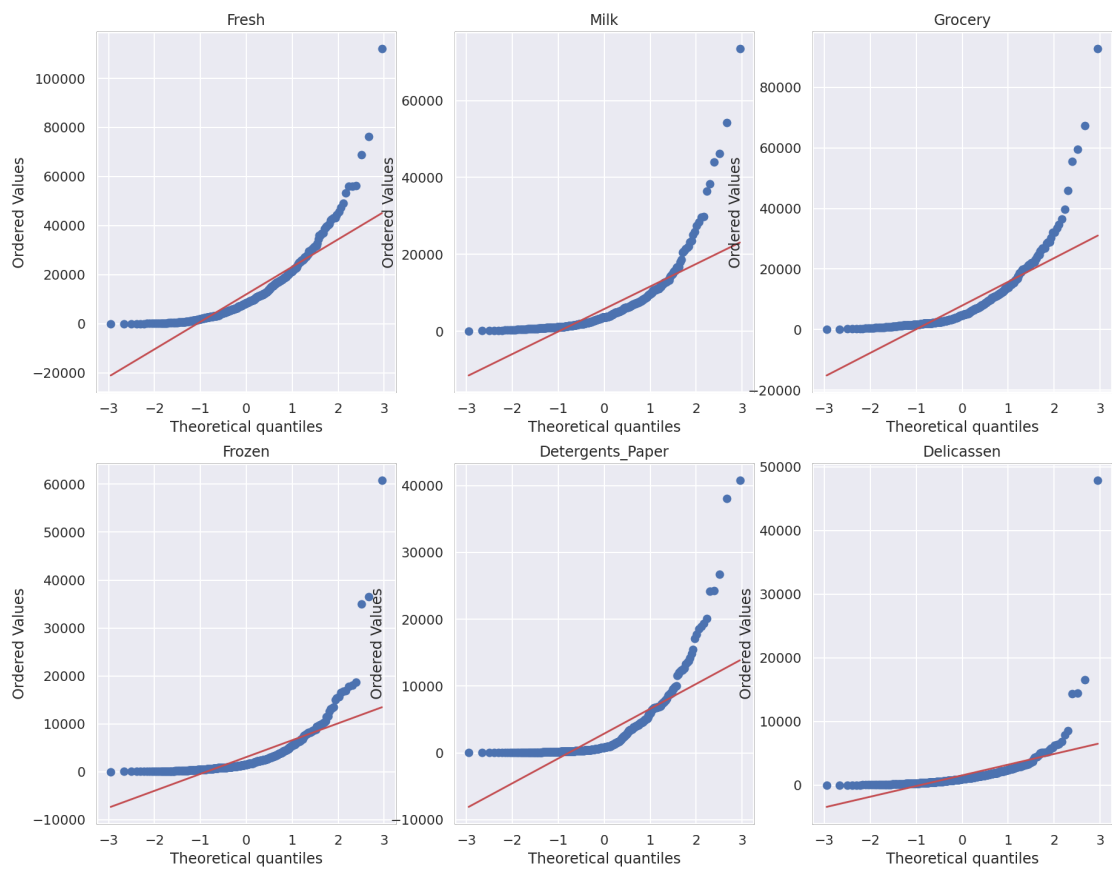 Fresh
Milk
Grocery
100000
80000
60000
40000
20000
0
−20000
Ordered Values
−3 −2 −1 0 1 2 3
Theoretical quantiles
60000
40000
20000
0
Ordered Values
−3 −2 −1 0 1 2 3
Theoretical quantiles
80000
60000
40000
20000
0
−20000
Ordered Values
−3 −2 −1 0 1 2 3
Theoretical quantiles
Frozen
Detergents_Paper
Delicassen
60000
50000
40000
30000
20000
10000
0
−10000
Ordered Values
−3 −2 −1 0 1 2 3
Theoretical quantiles
40000
30000
20000
10000
0
−10000
Ordered Values
−3 −2 −1 0 1 2 3
Theoretical quantiles
50000
40000
30000
20000
10000
0
Ordered Values
−3 −2 −1 0 1 2 3
Theoretical quantiles